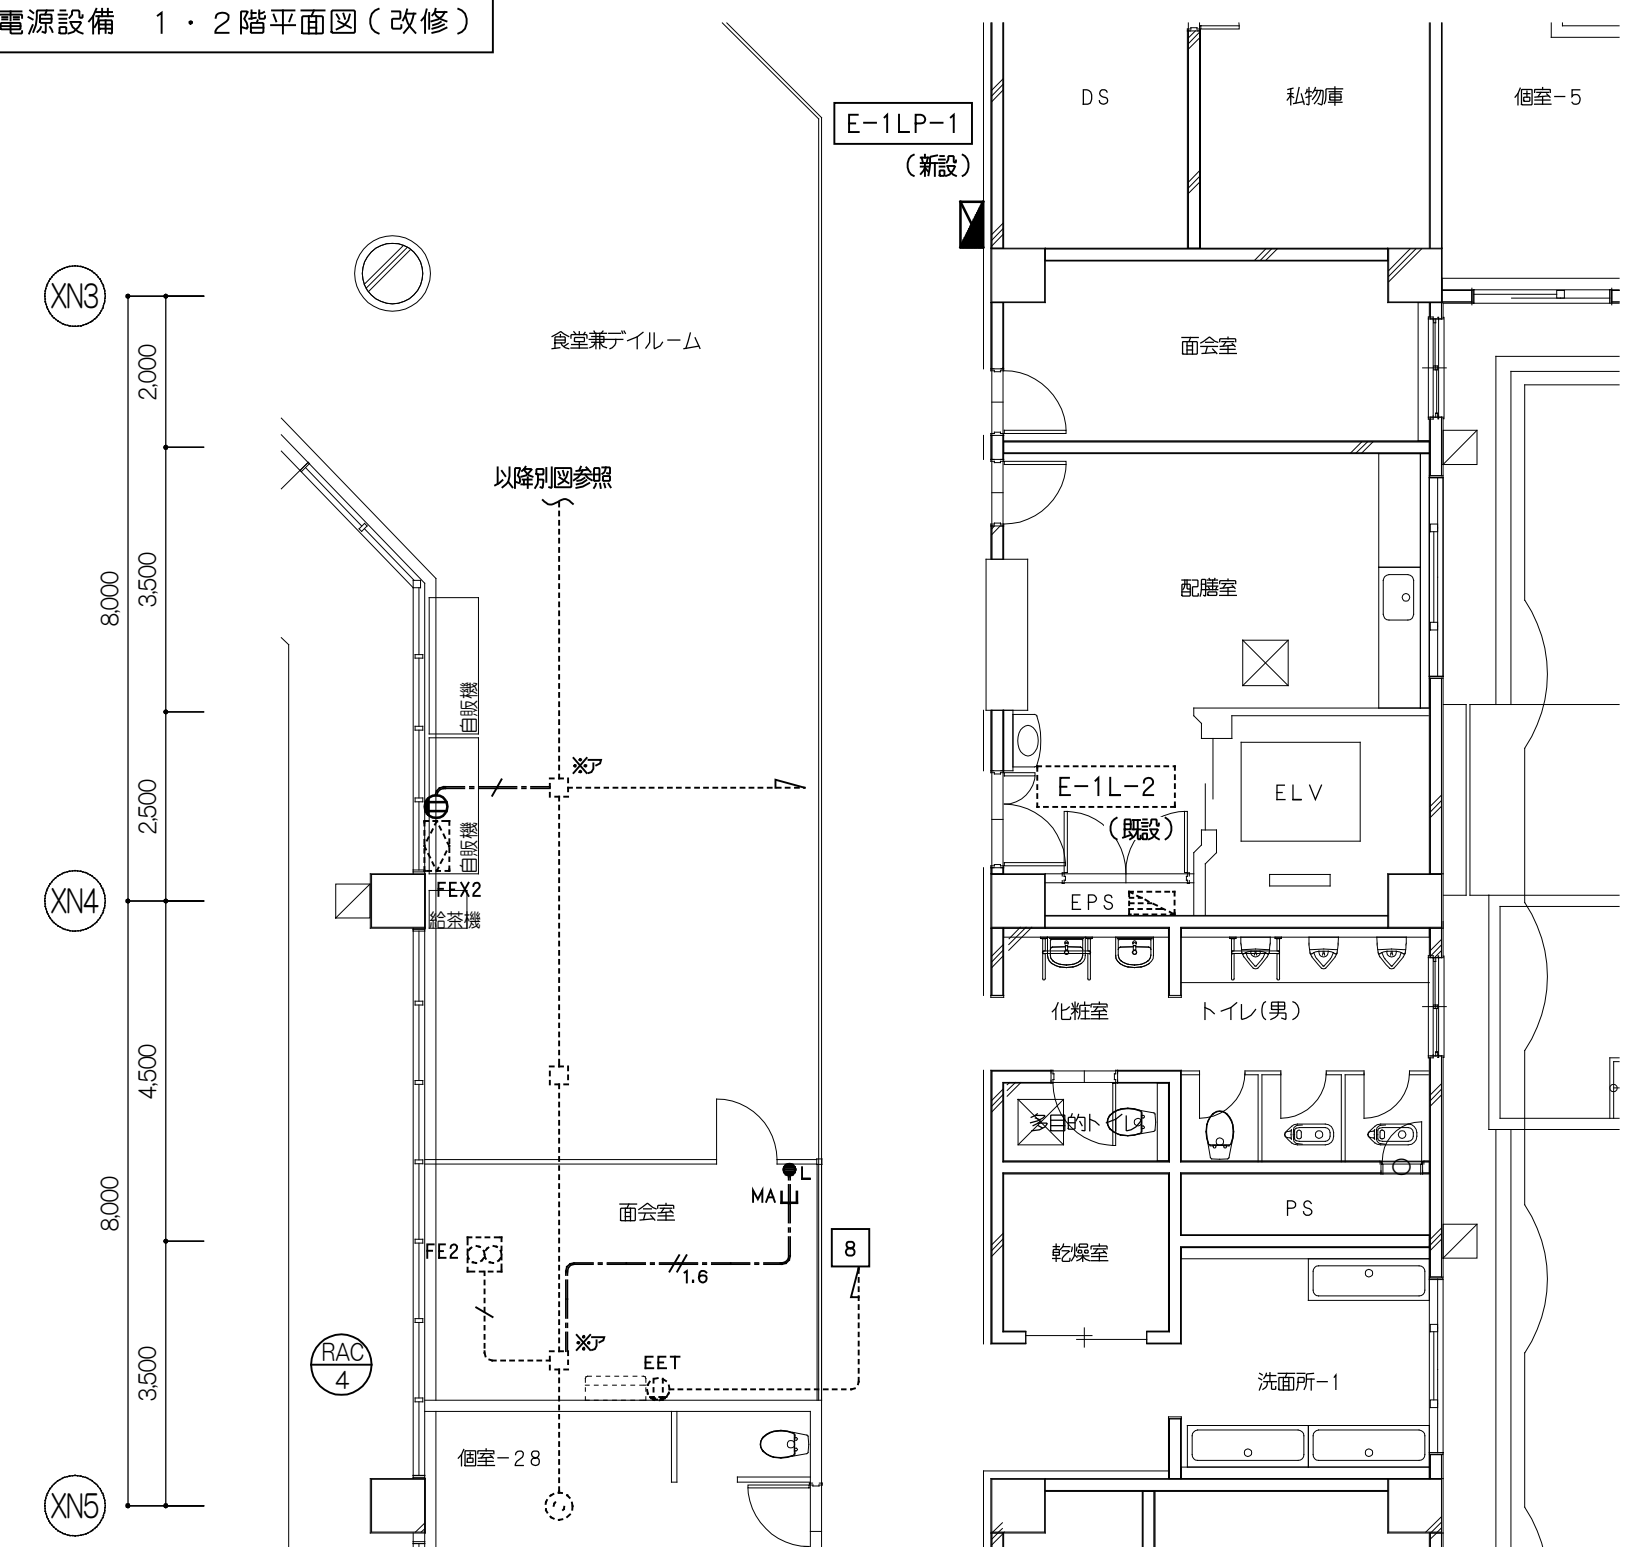 電源設備　１・２階平面図（改修）
E-1LP-1
（新設）
DS
私物庫
個室-5
XN3
食堂兼デイルーム
面会室
2,000
以降別図参照
8,000
3,500
配膳室
自販機
※ア
E-1L-2
（既設）
ELV
2,500
自販機
XN4
FEX2
給茶機
EPS
化粧室
トイレ(男)
4,500
多目的トイレ
L
MA
面会室
8,000
PS
FE2
8
乾燥室
1.6
※ア
RAC
4
EET
3,500
洗面所-1
個室-28
XN5